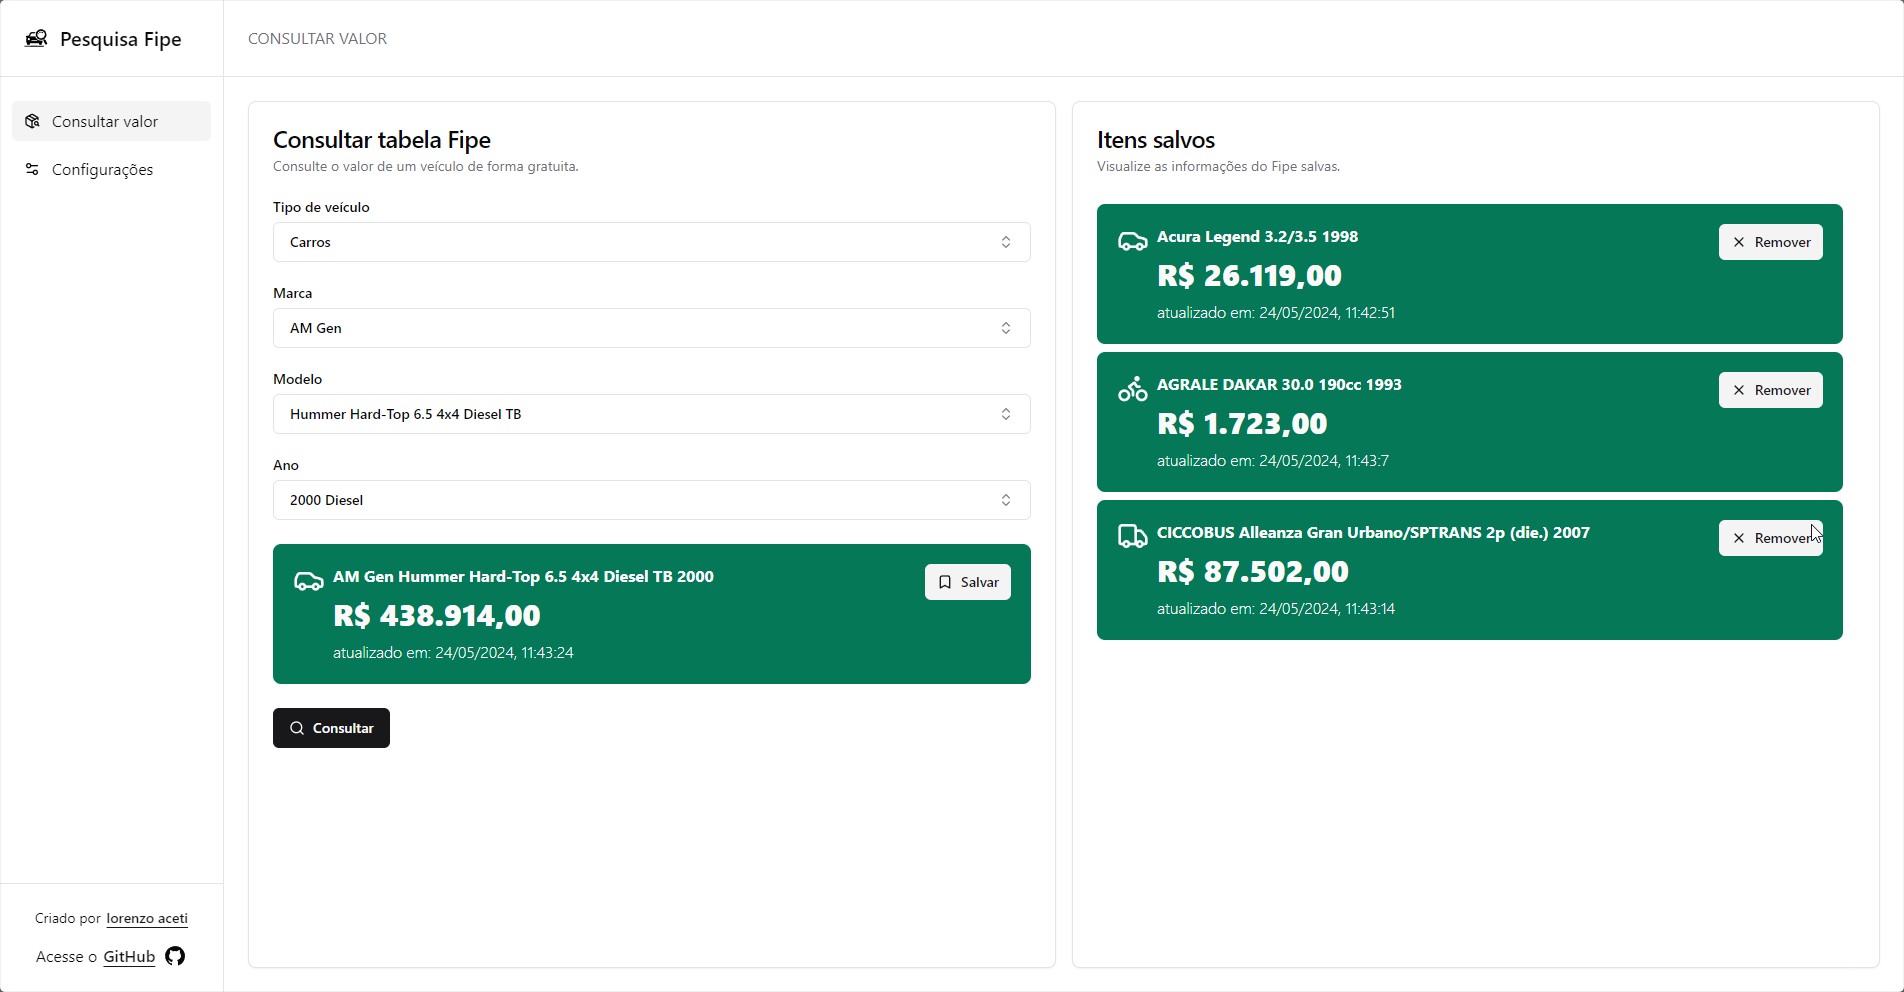 Pesquisa Fipe
CONSULTAR VALOR
Consultar valor
Configurações
Consultar tabela Fipe
Consulte o valor de um veículo de forma gratuita.
Tipo de veículo
Carros
Marca
AM Gen
Modelo
Hummer Hard-Top 6.5 4x4 Diesel TB
Ano
2000 Diesel
AM Gen Hummer Hard-Top 6.5 4x4 Diesel TB 2000
Salvar
R$ 438.914,00
atualizado em: 24/05/2024, 11:43:24
Consultar
Itens salvos
Visualize as informações do Fipe salvas.
Acura Legend 3.2/3.5 1998
Remover
R$ 26.119,00
atualizado em: 24/05/2024, 11:42:51
AGRALE DAKAR 30.0 190cc 1993
Remover
R$ 1.723,00
atualizado em: 24/05/2024, 11:43:7
CICCOBUS Alleanza Gran Urbano/SPTRANS 2p (die.) 2007
Remover
R$ 87.502,00
atualizado em: 24/05/2024, 11:43:14
Criado por lorenzo aceti
Acesse o GitHub